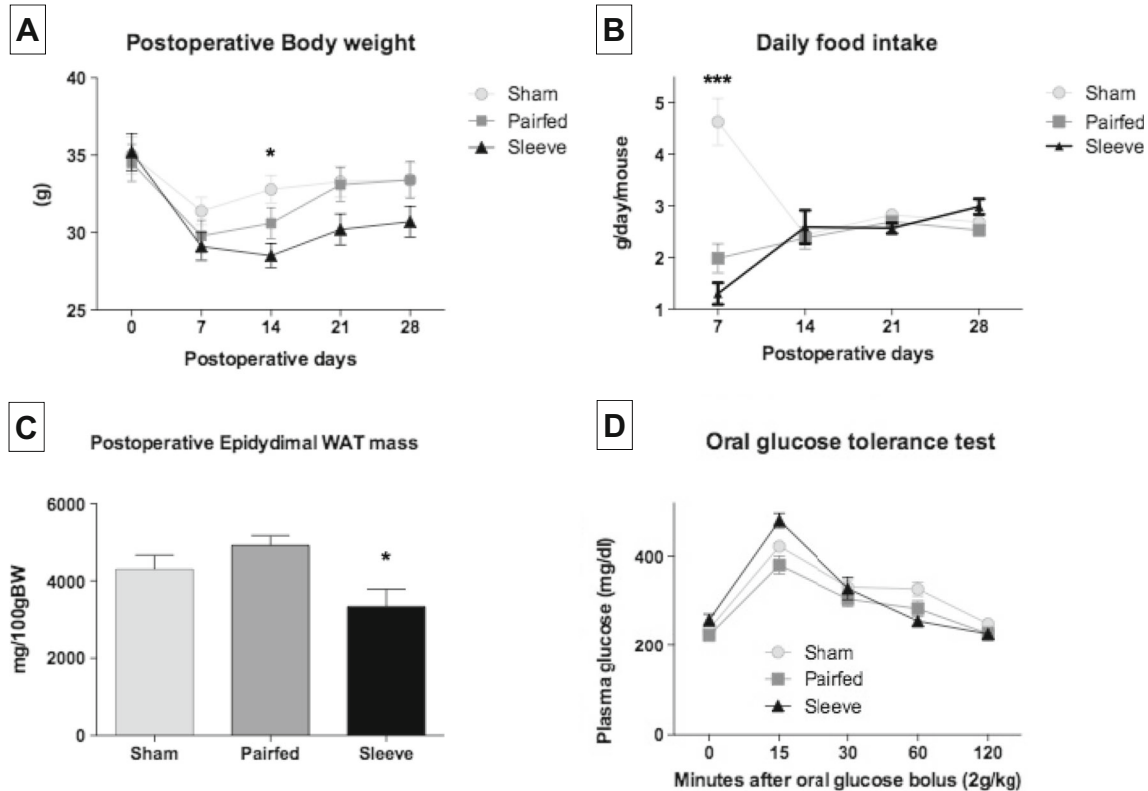 A
Postoperative Body weight
40
35
30
25
(g)
*
0 7 14 21 28
Postoperative days
Sham
Pairfed
Sleeve
B
Daily food intake
***
5
4
3
2
1
g/day/mouse
7 14 21 28
Postoperative days
Sham
Pairfed
Sleeve
C
Postoperative Epidydimal WAT mass
6000
4000
2000
0
mg/100gBW
*
Sham Pairfed Sleeve
D
Oral glucose tolerance test
400
200
0
Plasma glucose (mg/dl)
Sham
Pairfed
Sleeve
0 15 30 60 120
Minutes after oral glucose bolus (2g/kg)